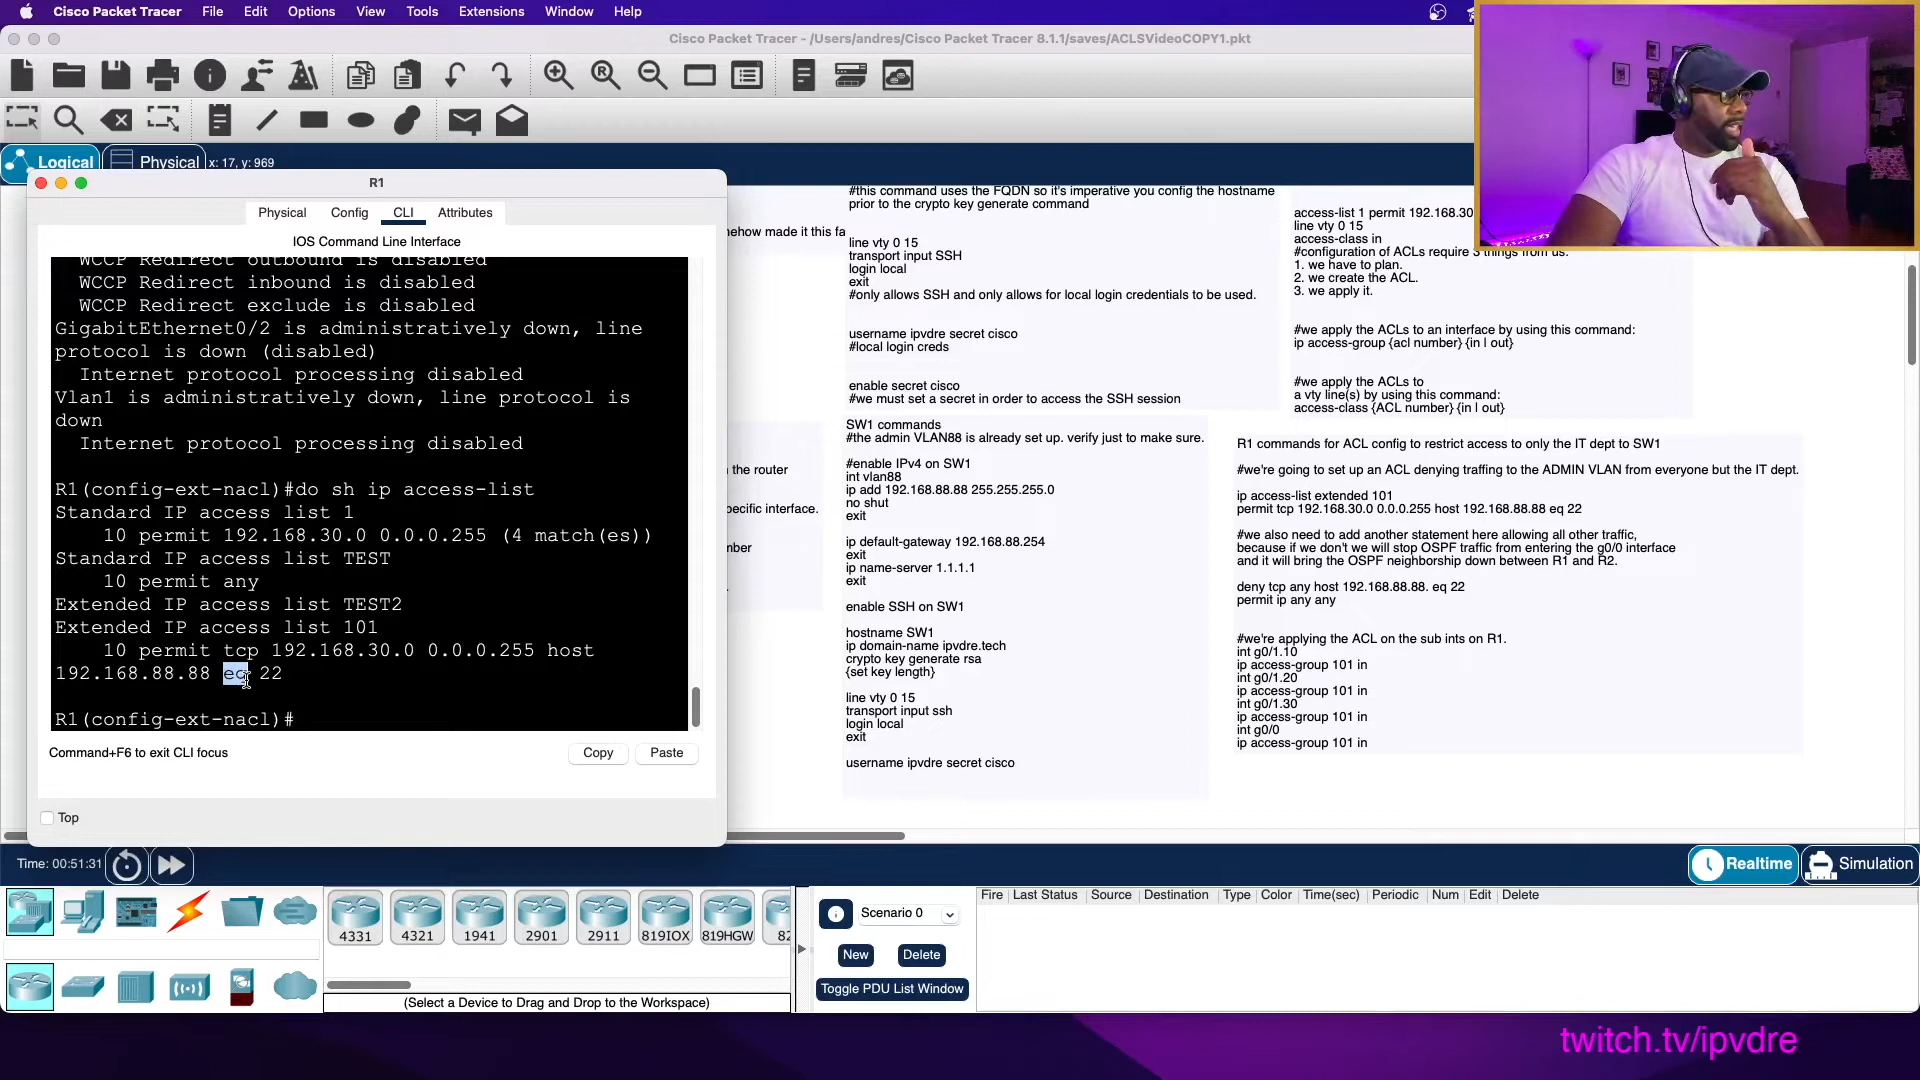 Cisco Packet Tracer File Edit Options View Tools Extensions Window Help
Cisco Packet Tracer - /Users/andres/Cisco Packet Tracer 8.1.1/saves/ACLSVideoCOPY1.pkt
Logical Physical x: 17, y: 969
R1
Physical Config CLI Attributes
IOS Command Line Interface
WCCP Redirect outbound is disabled
WCCP Redirect inbound is disabled
WCCP Redirect exclude is disabled
GigabitEthernet0/2 is administratively down, line
protocol is down (disabled)
Internet protocol processing disabled
Vlan1 is administratively down, line protocol is
down
Internet protocol processing disabled
R1(config-ext-nacl)#do sh ip access-list
Standard IP access list 1
10 permit 192.168.30.0 0.0.0.255 (4 match(es))
Standard IP access list TEST
10 permit any
Extended IP access list TEST2
Extended IP access list 101
10 permit tcp 192.168.30.0 0.0.0.255 host
192.168.88.88 eq 22
R1(config-ext-nacl)#
Command+F6 to exit CLI focus
Copy Paste
Top
ehow made it this fa
the router
ecific interface.
#this command uses the FQDN so it's imperative you config the hostname
prior to the crypto key generate command
line vty 0 15
transport input SSH
login local
exit
#only allows SSH and only allows for local login credentials to be used.
username ipvdre secret cisco
#local login creds
enable secret cisco
#we must set a secret in order to access the SSH session
SW1 commands
#the admin VLAN88 is already set up. verify just to make sure.
#enable IPv4 on SW1
int vlan88
ip add 192.168.88.88 255.255.255.0
no shut
exit
ip default-gateway 192.168.88.254
exit
ip name-server 1.1.1.1
exit
enable SSH on SW1
hostname SW1
ip domain-name ipvdre.tech
crypto key generate rsa
{set key length}
line vty 0 15
transport input ssh
login local
exit
username ipvdre secret cisco
access-list 1 permit 192.168.30
line vty 0 15
access-class in
#configuration of ACLs require 3 things from us:
1. we have to plan.
2. we create the ACL.
3. we apply it.
#we apply the ACLs to an interface by using this command:
ip access-group {acl number} {in | out}
#we apply the ACLs to
a vty line(s) by using this command:
access-class {ACL number} {in | out}
R1 commands for ACL config to restrict access to only the IT dept to SW1
#we're going to set up an ACL denying traffing to the ADMIN VLAN from everyone but the IT dept.
ip access-list extended 101
permit tcp 192.168.30.0 0.0.0.255 host 192.168.88.88 eq 22
#we also need to add another statement here allowing all other traffic,
because if we don't we will stop OSPF traffic from entering the g0/0 interface
and it will bring the OSPF neighborship down between R1 and R2.
deny tcp any host 192.168.88.88. eq 22
permit ip any any
#we're applying the ACL on the sub ints on R1.
int g0/1.10
ip access-group 101 in
int g0/1.20
ip access-group 101 in
int g0/1.30
ip access-group 101 in
int g0/0
ip access-group 101 in
Time: 00:51:31
Realtime Simulation
4331 4321 1941 2901 2911 819IOX 819HGW 82
(Select a Device to Drag and Drop to the Workspace)
Scenario 0
New Delete
Toggle PDU List Window
Fire Last Status Source Destination Type Color Time(sec) Periodic Num Edit Delete
twitch.tv/ipvdre